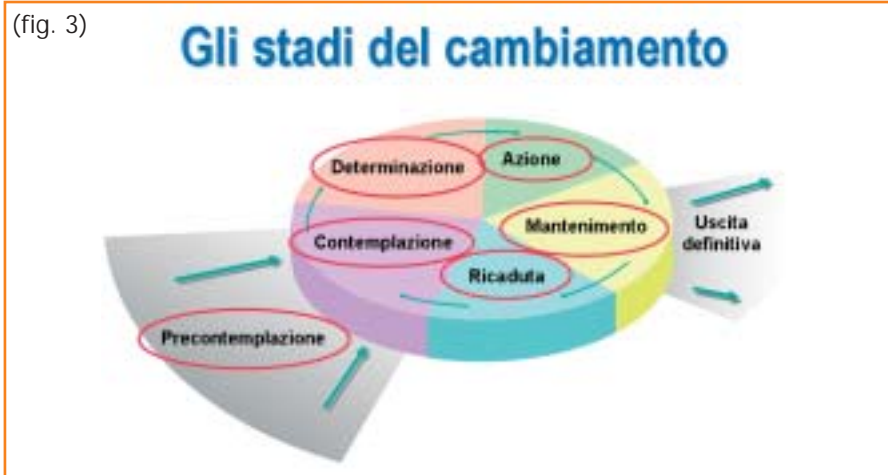 (fig. 3)
Gli stadi del cambiamento
Determinazione
Azione
Mantenimento
Contemplazione
Ricaduta
Precontemplazione
Uscita
definitiva